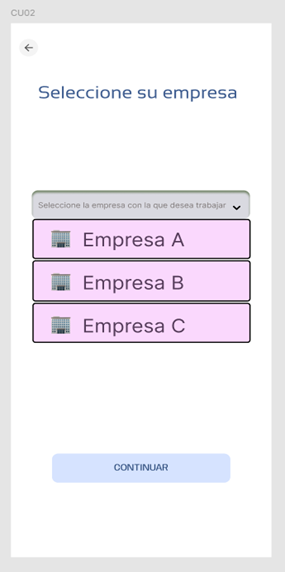 CU02
Seleccione su empresa
Seleccione la empresa con la que desea trabajar
Empresa A
Empresa B
Empresa C
CONTINUAR